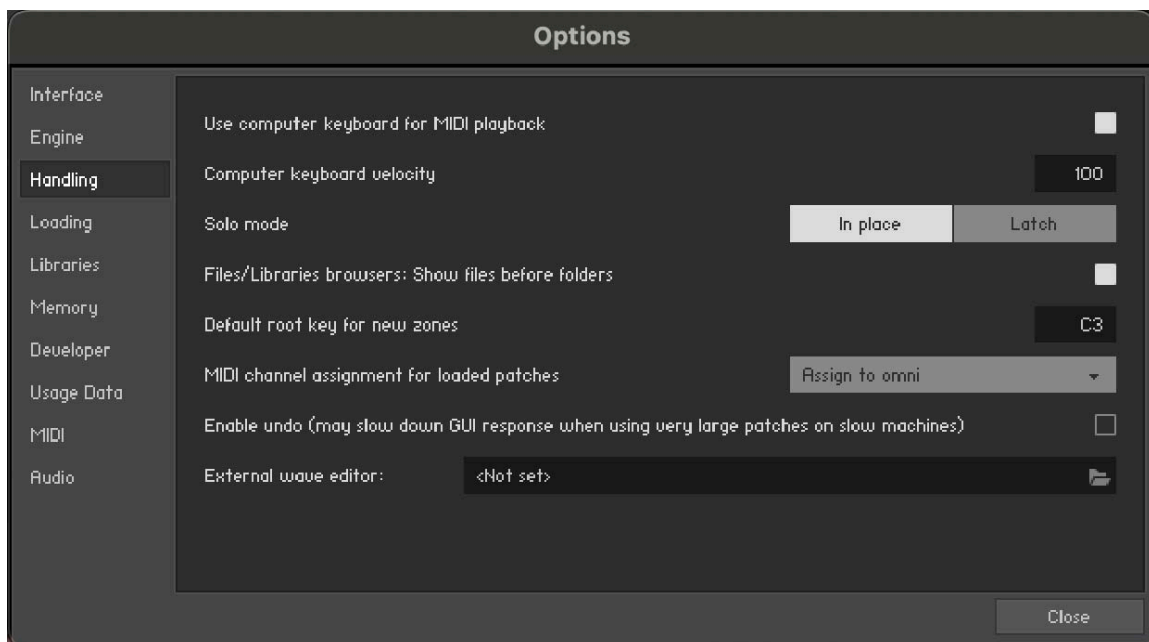 Options
Interface
Engine
Handling
Loading
Libraries
Memory
Developer
Usage Data
MIDI
Audio
Use computer keyboard for MIDI playback
Computer keyboard velocity 100
Solo mode In place Latch
Files/Libraries browsers: Show files before folders
Default root key for new zones C3
MIDI channel assignment for loaded patches Assign to omni
Enable undo (may slow down GUI response when using very large patches on slow machines)
External wave editor: <Not set>
Close